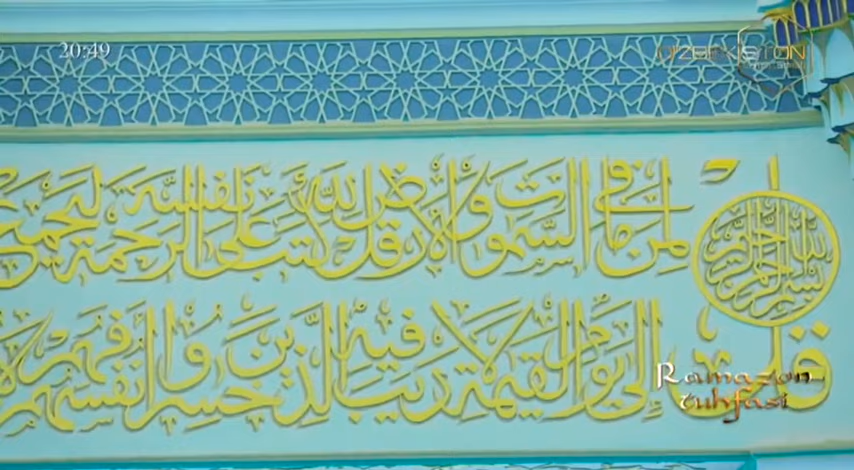 20:49
O'ZBEKISTON
بسم الله الرحمن الرحيم
قل لمن ما في السموت والأرض قل لله كتب على نفسه الرحمة
إلى يوم القيمة لا ريب فيه الذين خسروا أنفسهم فهم
Ramazon
tuhfasi